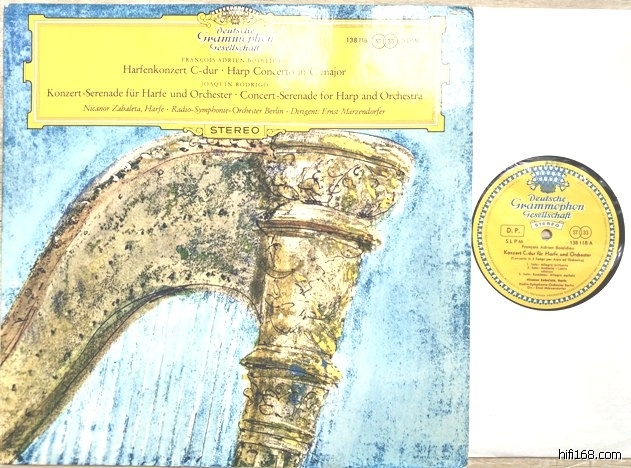 Deutsche
Grammophon
Gesellschaft
138 118
FRANÇOIS ADRIEN
Harfenkonzert C-dur · Harp Concerto in C major
JOAQUIN RODRIGO
Konzert-Serenade für Harfe und Orchester · Concert-Serenade for Harp and Orchestra
Nicanor Zabaleta, Harfe · Radio-Symphonie-Orchester Berlin · Dirigent: Ernst Märzendorfer
STEREO
Deutsche
Grammophon
Gesellschaft
STEREO
D. P.
ST 33
SLPM
138 118 A
François Adrien Boieldieu
Konzert C-dur für Harfe und Orchester
hifi168.com